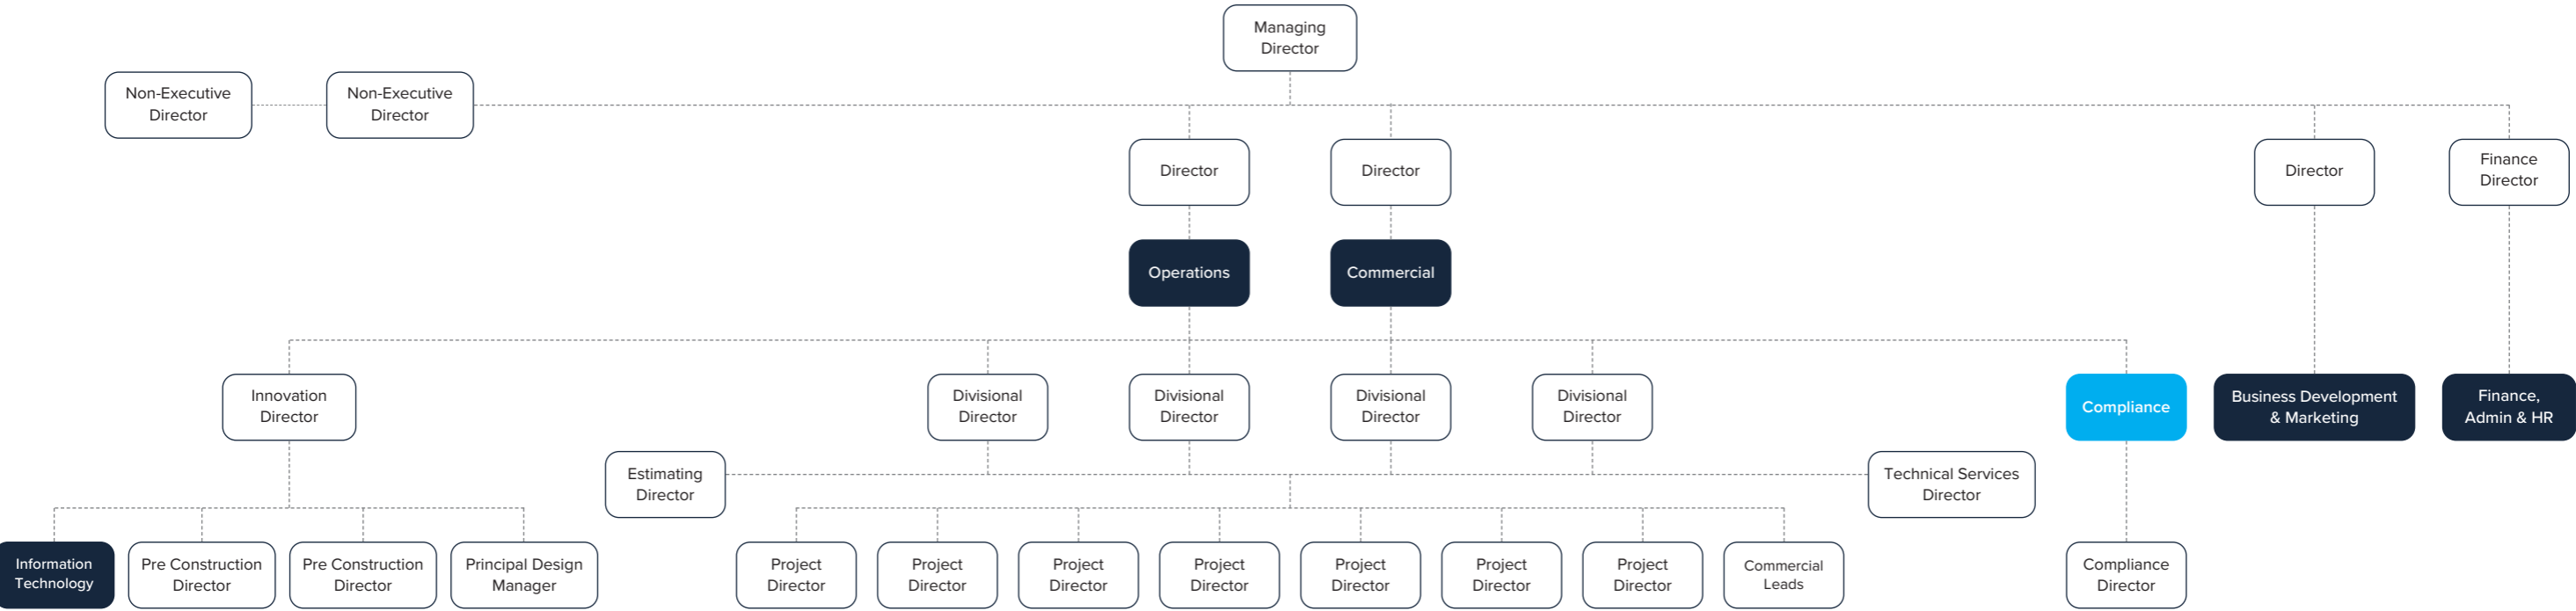 Managing
Director
Non-Executive
Director
Non-Executive
Director
Director
Director
Director
Finance
Director
Operations
Commercial
Innovation
Director
Divisional
Director
Divisional
Director
Divisional
Director
Divisional
Director
Compliance
Business Development
& Marketing
Finance,
Admin & HR
Estimating
Director
Technical Services
Director
Information
Technology
Pre Construction
Director
Pre Construction
Director
Principal Design
Manager
Project
Director
Project
Director
Project
Director
Project
Director
Project
Director
Project
Director
Project
Director
Commercial
Leads
Compliance
Director